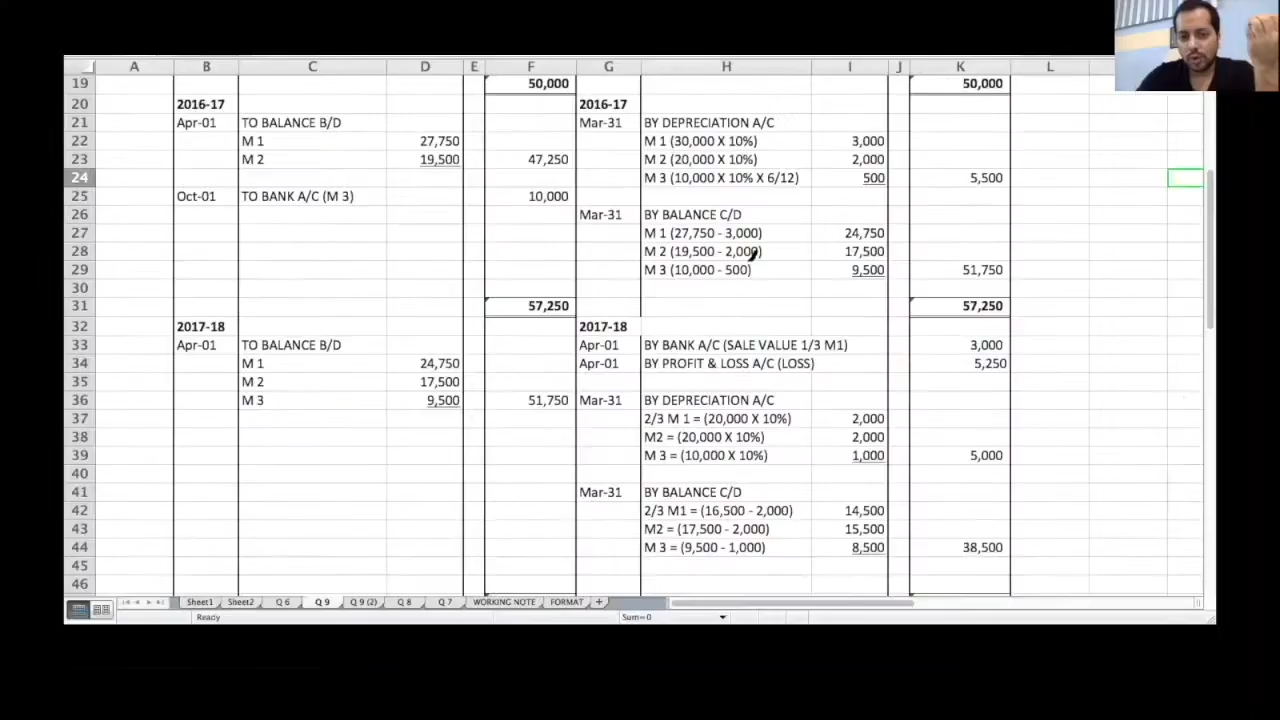 A B C D E F G H I J K L
19 50,000 50,000
20 2016-17 2016-17
21 Apr-01 TO BALANCE B/D Mar-31 BY DEPRECIATION A/C
22 M 1 27,750 M 1 (30,000 X 10%) 3,000
23 M 2 19,500 47,250 M 2 (20,000 X 10%) 2,000
24 M 3 (10,000 X 10% X 6/12) 500 5,500
25 Oct-01 TO BANK A/C (M 3) 10,000
26 Mar-31 BY BALANCE C/D
27 M 1 (27,750 - 3,000) 24,750
28 M 2 (19,500 - 2,000) 17,500
29 M 3 (10,000 - 500) 9,500 51,750
30
31 57,250 57,250
32 2017-18 2017-18
33 Apr-01 TO BALANCE B/D Apr-01 BY BANK A/C (SALE VALUE 1/3 M1) 3,000
34 M 1 24,750 Apr-01 BY PROFIT & LOSS A/C (LOSS) 5,250
35 M 2 17,500
36 M 3 9,500 51,750 Mar-31 BY DEPRECIATION A/C
37 2/3 M 1 = (20,000 X 10%) 2,000
38 M2 = (20,000 X 10%) 2,000
39 M 3 = (10,000 X 10%) 1,000 5,000
40
41 Mar-31 BY BALANCE C/D
42 2/3 M1 = (16,500 - 2,000) 14,500
43 M2 = (17,500 - 2,000) 15,500
44 M 3 = (9,500 - 1,000) 8,500 38,500
45
46
Sheet1 Sheet2 Q 6 Q 9 Q 9 (2) Q 8 Q 7 WORKING NOTE FORMAT +
Ready Sum=0